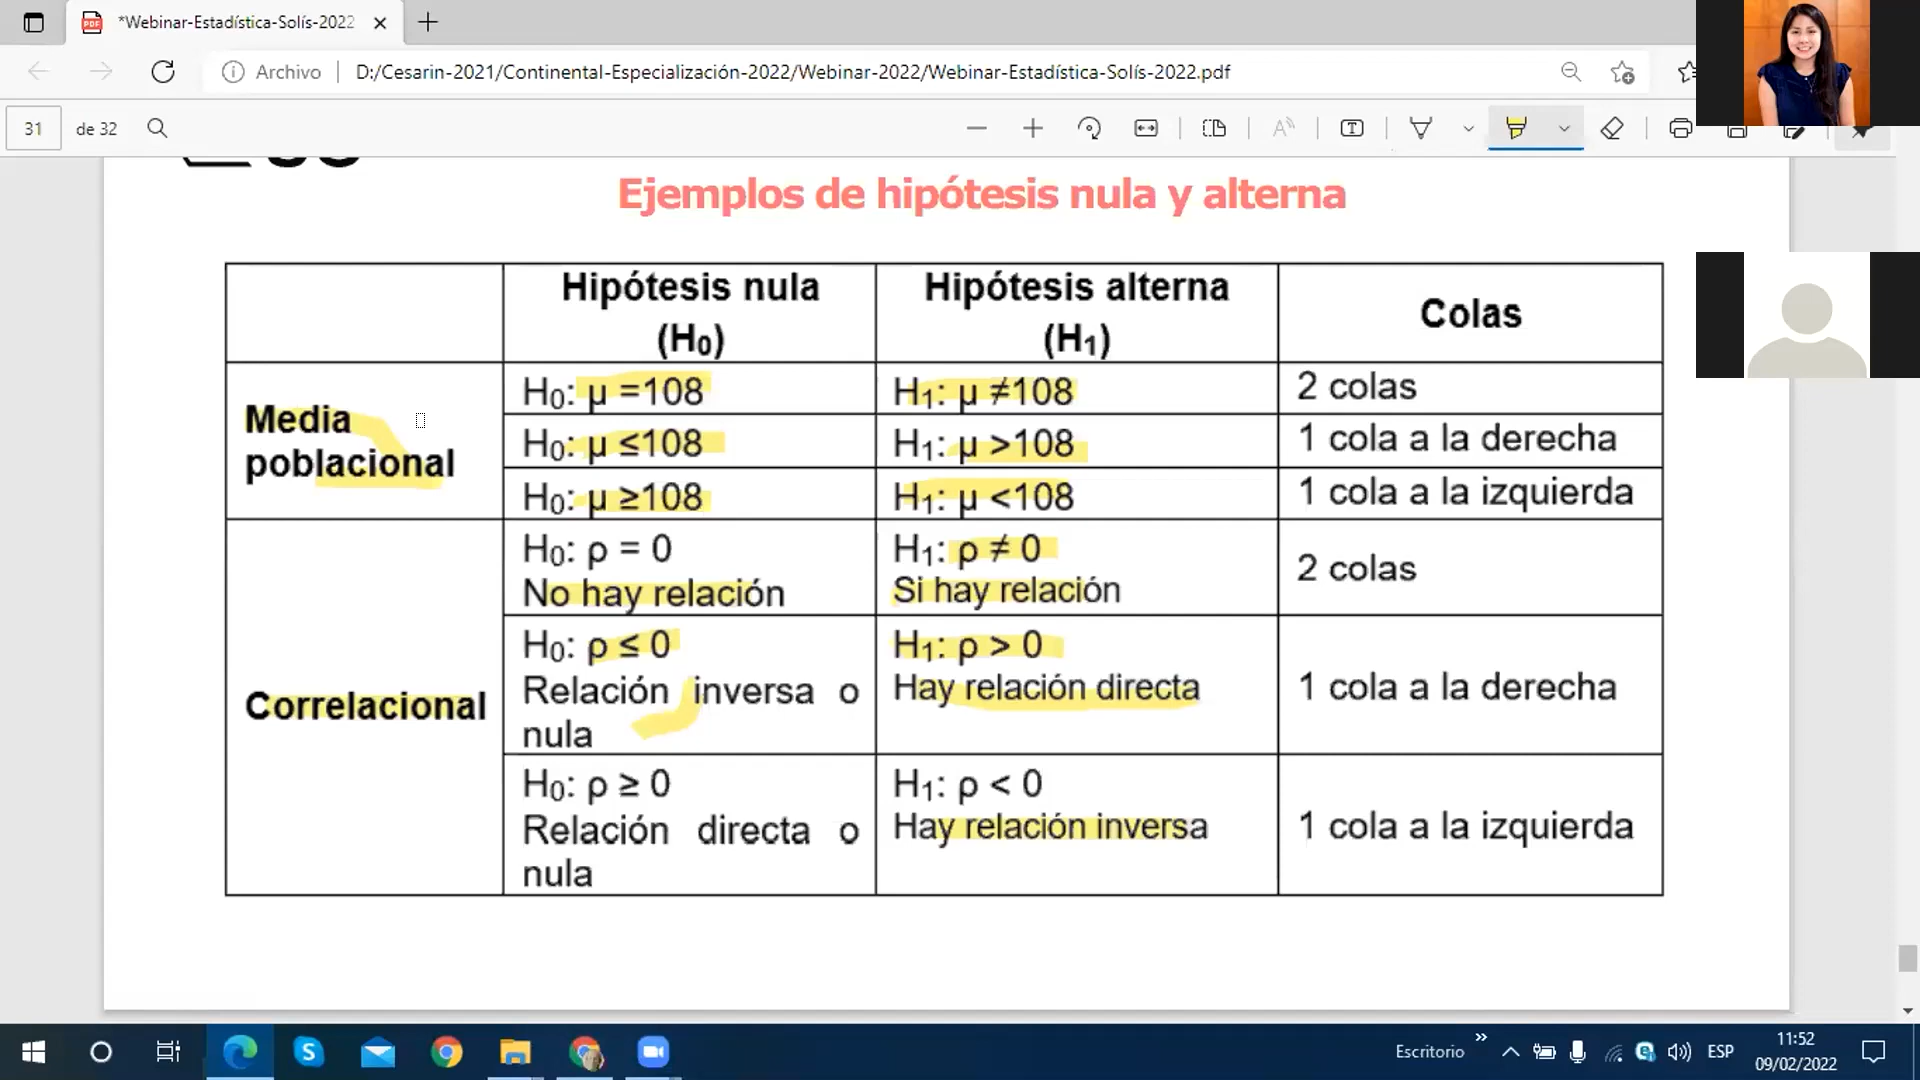 *Webinar-Estadística-Solís-2022
Archivo
D:/Cesarin-2021/Continental-Especialización-2022/Webinar-2022/Webinar-Estadística-Solís-2022.pdf
31 de 32
Ejemplos de hipótesis nula y alterna
Hipótesis nula (H₀)
Hipótesis alterna (H₁)
Colas
Media poblacional
H₀: μ =108
H₁: μ ≠108
2 colas
H₀: μ ≤108
H₁: μ >108
1 cola a la derecha
H₀: μ ≥108
H₁: μ <108
1 cola a la izquierda
Correlacional
H₀: ρ = 0
No hay relación
H₁: ρ ≠ 0
Si hay relación
2 colas
H₀: ρ ≤ 0
Relación inversa o
nula
H₁: ρ > 0
Hay relación directa
1 cola a la derecha
H₀: ρ ≥ 0
Relación directa o
nula
H₁: ρ < 0
Hay relación inversa
1 cola a la izquierda
Escritorio
ESP
11:52
09/02/2022